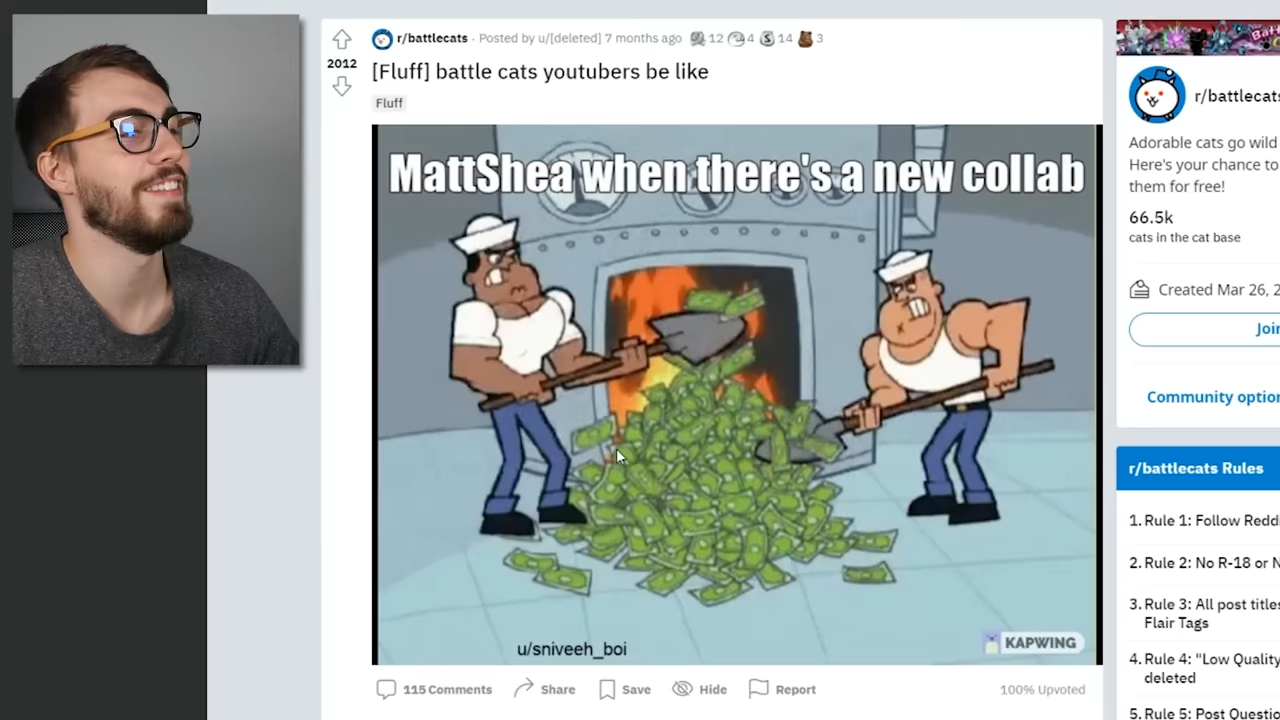 r/battlecats · Posted by u/[deleted] 7 months ago 12 4 14 3
2012
[Fluff] battle cats youtubers be like
Fluff
MattShea when there's a new collab
u/sniveeh_boi
KAPWING
115 Comments Share Save Hide Report 100% Upvoted
r/battlecats
Adorable cats go wild
Here's your chance to
them for free!
66.5k
cats in the cat base
Created Mar 26, 2
Join
Community option
r/battlecats Rules
1. Rule 1: Follow Reddi
2. Rule 2: No R-18 or N
3. Rule 3: All post titles
Flair Tags
4. Rule 4: "Low Quality
deleted
5. Rule 5: Post Questio